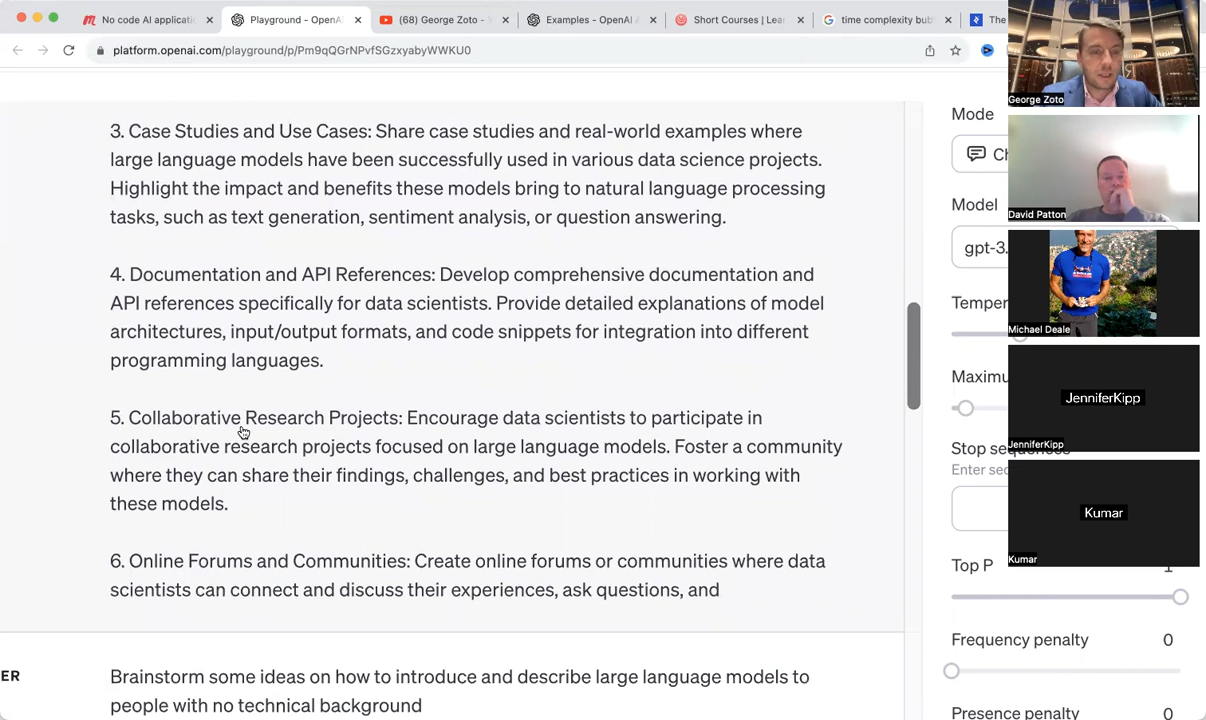 No code AI applicati
Playground - OpenAI
(68) George Zoto -
Examples - OpenAI
Short Courses | Lea
time complexity bub
The
platform.openai.com/playground/p/Pm9qQGrNPvfSGzxyabyWWKU0
3. Case Studies and Use Cases: Share case studies and real-world examples where
large language models have been successfully used in various data science projects.
Highlight the impact and benefits these models bring to natural language processing
tasks, such as text generation, sentiment analysis, or question answering.
4. Documentation and API References: Develop comprehensive documentation and
API references specifically for data scientists. Provide detailed explanations of model
architectures, input/output formats, and code snippets for integration into different
programming languages.
5. Collaborative Research Projects: Encourage data scientists to participate in
collaborative research projects focused on large language models. Foster a community
where they can share their findings, challenges, and best practices in working with
these models.
6. Online Forums and Communities: Create online forums or communities where data
scientists can connect and discuss their experiences, ask questions, and
ER
Brainstorm some ideas on how to introduce and describe large language models to
people with no technical background
Mode
Ch
Model
gpt-3.
Temper
Maximu
Stop sequences
Enter sec
Top P
1
Frequency penalty
0
Presence penalty
0
George Zoto
David Patton
Michael Deale
JenniferKipp
JenniferKipp
Kumar
Kumar